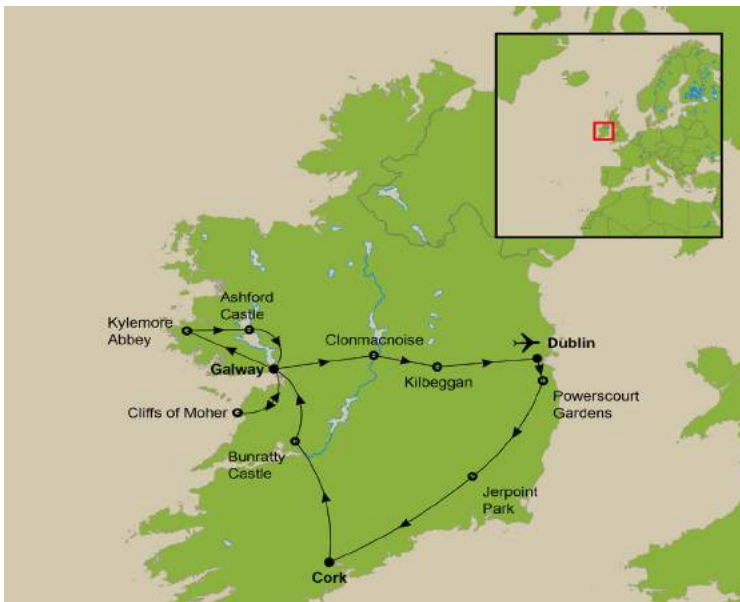 Ashford
Castle
Kylemore
Abbey
Clonmacnoise
Dublin
Galway
Kilbeggan
Powerscourt
Gardens
Cliffs of Moher
Bunratty
Castle
Jerpoint
Park
Cork